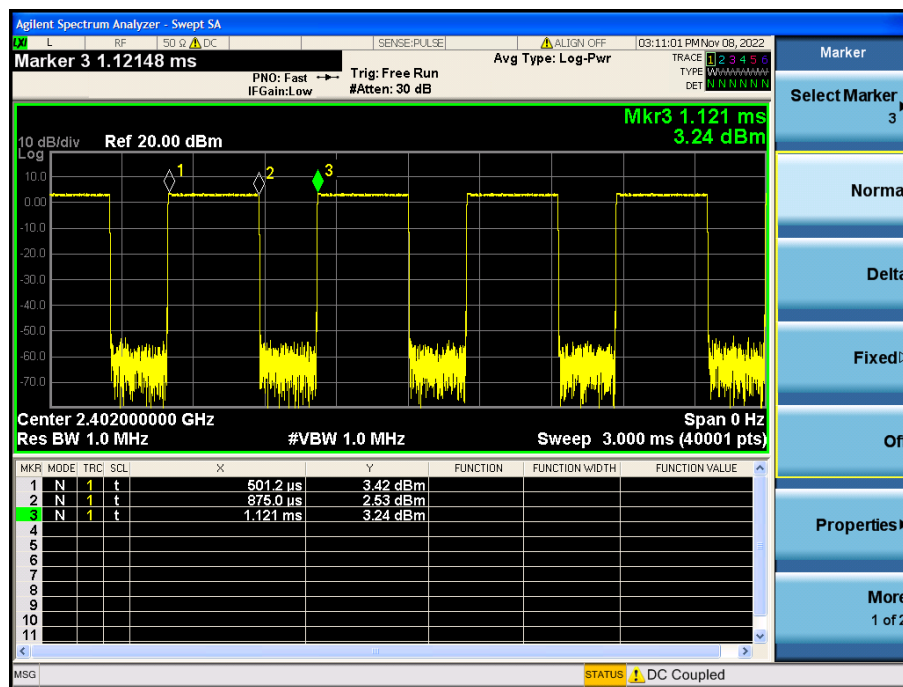 Agilent Spectrum Analyzer - Swept SA
LXI L RF 50 Ω DC SENSE:PULSE ALIGN OFF 03:11:01 PM Nov 08, 2022
Marker 3 1.12148 ms
PNO: Fast
IFGain:Low
Trig: Free Run
#Atten: 30 dB
Avg Type: Log-Pwr
TRACE 1 2 3 4 5 6
TYPE
DET N N N N N N
Mkr3 1.121 ms
3.24 dBm
10 dB/div Ref 20.00 dBm
Log
10.0
0.00
-10.0
-20.0
-30.0
-40.0
-50.0
-60.0
-70.0
1 2 3
Center 2.402000000 GHz Span 0 Hz
Res BW 1.0 MHz #VBW 1.0 MHz Sweep 3.000 ms (40001 pts)
MKR MODE TRC SCL X Y FUNCTION FUNCTION WIDTH FUNCTION VALUE
1 N 1 t 501.2 µs 3.42 dBm
2 N 1 t 875.0 µs 2.53 dBm
3 N 1 t 1.121 ms 3.24 dBm
4
5
6
7
8
9
10
11
MSG STATUS DC Coupled
Marker
Select Marker
3
Norma
Delta
Fixed
Of
Properties
More
1 of 2